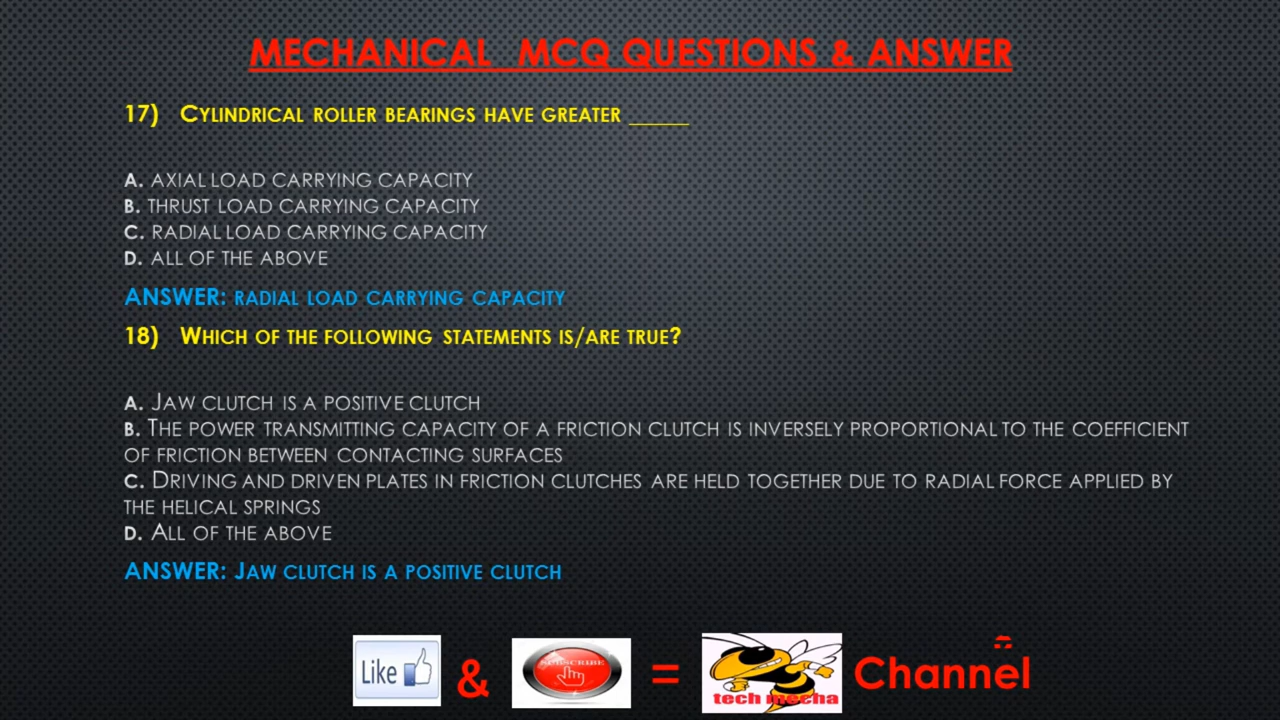 MECHANICAL MCQ QUESTIONS & ANSWER
17) CYLINDRICAL ROLLER BEARINGS HAVE GREATER ______
A. AXIAL LOAD CARRYING CAPACITY
B. THRUST LOAD CARRYING CAPACITY
C. RADIAL LOAD CARRYING CAPACITY
D. ALL OF THE ABOVE
ANSWER: RADIAL LOAD CARRYING CAPACITY
18) WHICH OF THE FOLLOWING STATEMENTS IS/ARE TRUE?
A. JAW CLUTCH IS A POSITIVE CLUTCH
B. THE POWER TRANSMITTING CAPACITY OF A FRICTION CLUTCH IS INVERSELY PROPORTIONAL TO THE COEFFICIENT
OF FRICTION BETWEEN CONTACTING SURFACES
C. DRIVING AND DRIVEN PLATES IN FRICTION CLUTCHES ARE HELD TOGETHER DUE TO RADIAL FORCE APPLIED BY
THE HELICAL SPRINGS
D. ALL OF THE ABOVE
ANSWER: JAW CLUTCH IS A POSITIVE CLUTCH
Like & SUBSCRIBE = tech mecha Channel